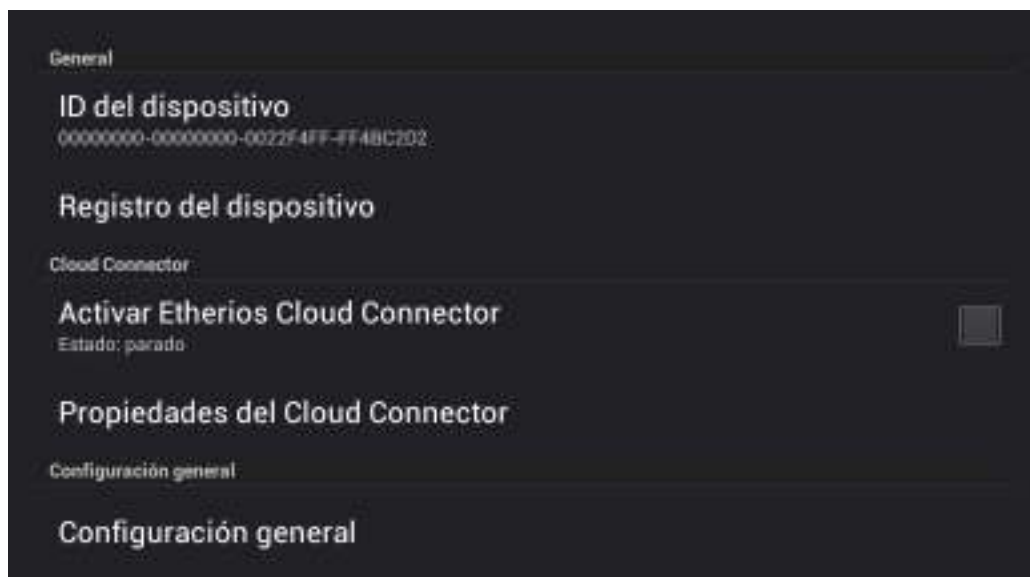 General
ID del dispositivo
00000000-00000000-0022F4FF-FF4BC2D2
Registro del dispositivo
Cloud Connector
Activar Etherios Cloud Connector
Estado: parado
Propiedades del Cloud Connector
Configuración general
Configuración general